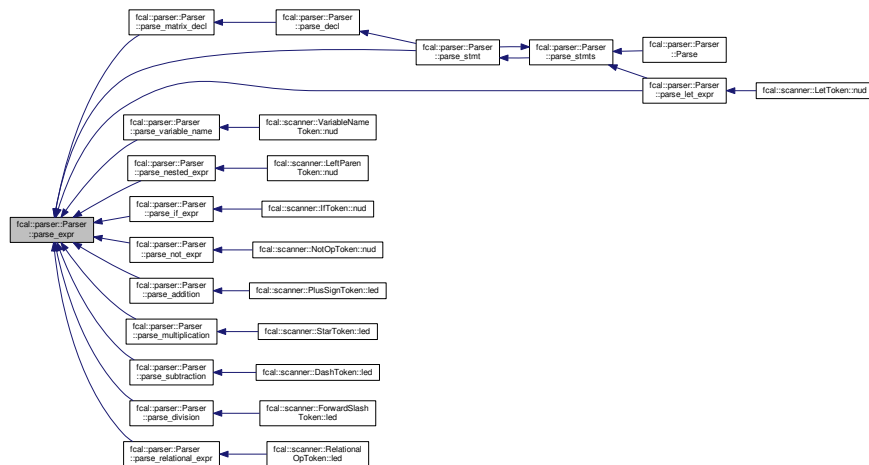 fcal::parser::Parser
::parse_matrix_decl
fcal::parser::Parser
::parse_decl
fcal::parser::Parser
::parse_stmt
fcal::parser::Parser
::parse_stmts
fcal::parser::Parser
::Parse
fcal::parser::Parser
::parse_let_expr
fcal::scanner::LetToken::nud
fcal::parser::Parser
::parse_variable_name
fcal::scanner::VariableName
Token::nud
fcal::parser::Parser
::parse_nested_expr
fcal::scanner::LeftParen
Token::nud
fcal::parser::Parser
::parse_if_expr
fcal::scanner::IfToken::nud
fcal::parser::Parser
::parse_expr
fcal::parser::Parser
::parse_not_expr
fcal::scanner::NotOpToken::nud
fcal::parser::Parser
::parse_addition
fcal::scanner::PlusSignToken::led
fcal::parser::Parser
::parse_multiplication
fcal::scanner::StarToken::led
fcal::parser::Parser
::parse_subtraction
fcal::scanner::DashToken::led
fcal::parser::Parser
::parse_division
fcal::scanner::ForwardSlash
Token::led
fcal::parser::Parser
::parse_relational_expr
fcal::scanner::Relational
OpToken::led